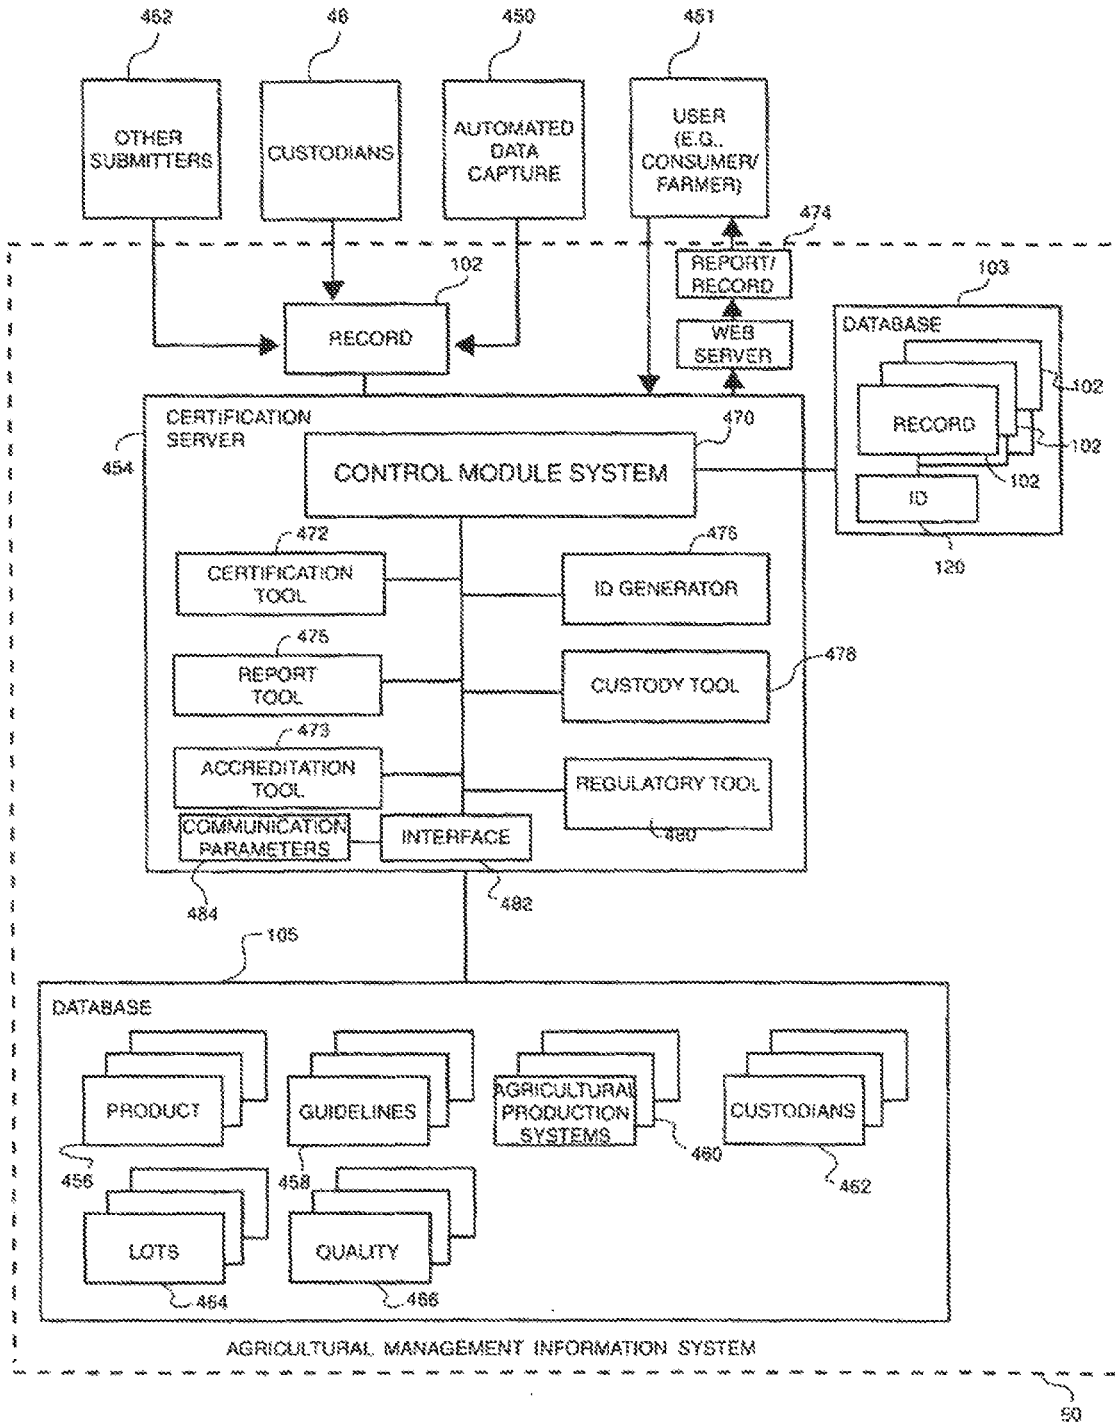 452
46
450
451
OTHER
SUBMITTERS
CUSTODIANS
AUTOMATED
DATA
CAPTURE
USER
(E.G.,
CONSUMER/
FARMER)
474
REPORT/
RECORD
102
RECORD
WEB
SERVER
103
DATABASE
102
RECORD
102
102
ID
120
CERTIFICATION
SERVER
454
470
CONTROL MODULE SYSTEM
472
CERTIFICATION
TOOL
476
ID GENERATOR
475
REPORT
TOOL
478
CUSTODY TOOL
473
ACCREDITATION
TOOL
REGULATORY TOOL
480
COMMUNICATION
PARAMETERS
INTERFACE
484
482
105
DATABASE
PRODUCT
GUIDELINES
AGRICULTURAL
PRODUCTION
SYSTEMS
CUSTODIANS
456
458
460
462
LOTS
QUALITY
464
466
AGRICULTURAL MANAGEMENT INFORMATION SYSTEM
50